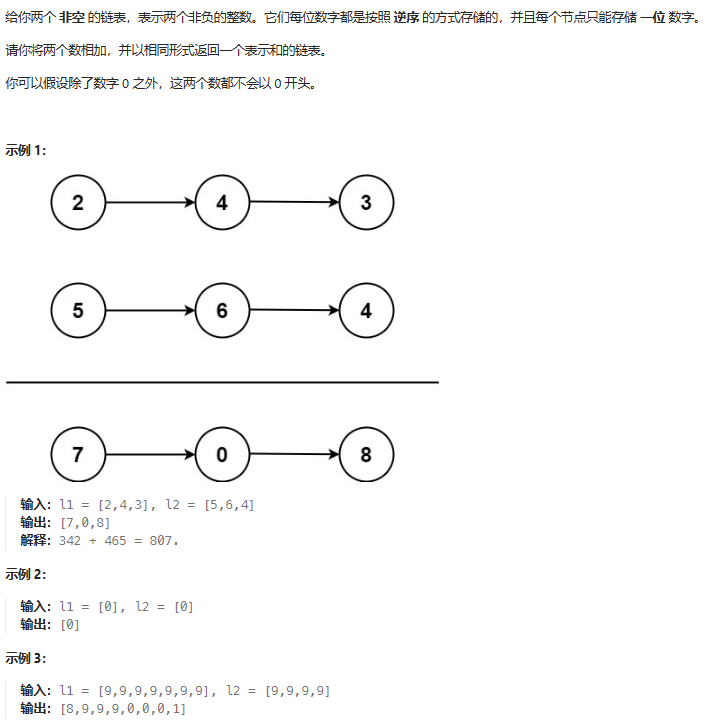 给你两个 非空 的链表，表示两个非负的整数。它们每位数字都是按照 逆序 的方式存储的，并且每个节点只能存储 一位 数字。
请你将两个数相加，并以相同形式返回一个表示和的链表。
你可以假设除了数字 0 之外，这两个数都不会以 0 开头。
示例 1：
2 4 3
5 6 4
7 0 8
输入：l1 = [2,4,3], l2 = [5,6,4]
输出：[7,0,8]
解释：342 + 465 = 807.
示例 2：
输入：l1 = [0], l2 = [0]
输出：[0]
示例 3：
输入：l1 = [9,9,9,9,9,9,9], l2 = [9,9,9,9]
输出：[8,9,9,9,0,0,0,1]